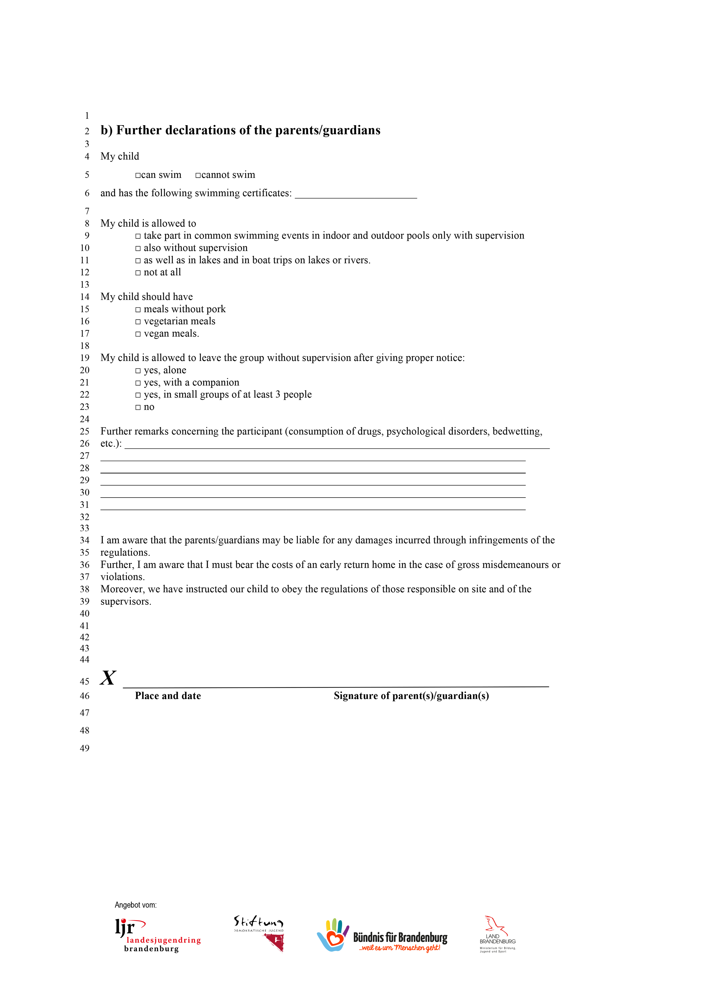 1
2 b) Further declarations of the parents/guardians
3
4 My child
5 □can swim □cannot swim
6 and has the following swimming certificates: ______________________
7
8 My child is allowed to
9 □ take part in common swimming events in indoor and outdoor pools only with supervision
10 □ also without supervision
11 □ as well as in lakes and in boat trips on lakes or rivers.
12 □ not at all
13
14 My child should have
15 □ meals without pork
16 □ vegetarian meals
17 □ vegan meals.
18
19 My child is allowed to leave the group without supervision after giving proper notice:
20 □ yes, alone
21 □ yes, with a companion
22 □ yes, in small groups of at least 3 people
23 □ no
24
25 Further remarks concerning the participant (consumption of drugs, psychological disorders, bedwetting,
26 etc.): ______________________
27 ______________________
28 ______________________
29 ______________________
30 ______________________
31 ______________________
32
33
34 I am aware that the parents/guardians may be liable for any damages incurred through infringements of the
35 regulations.
36 Further, I am aware that I must bear the costs of an early return home in the case of gross misdemeanours or
37 violations.
38 Moreover, we have instructed our child to obey the regulations of those responsible on site and of the
39 supervisors.
40
41
42
43
44
45 X ______________________
46 Place and date Signature of parent(s)/guardian(s)
47
48
49
Angebot vom:
ljr
landesjugendring
brandenburg
Stiftung
DEMOKRATISCHE JUGEND
Bündnis für Brandenburg
...weil es um Menschen geht!
LAND
BRANDENBURG
Ministerium für Bildung,
Jugend und Sport